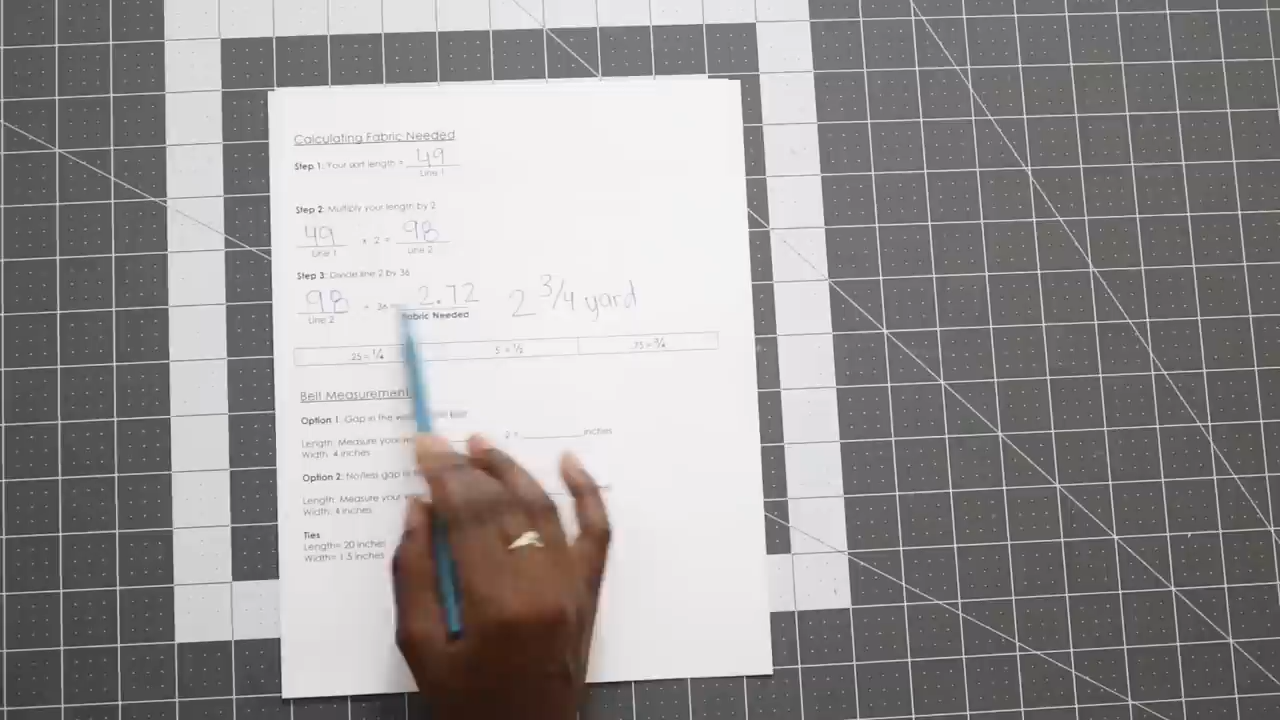 Calculating Fabric Needed
Step 1: Your skirt length = 49
Line 1
Step 2: Multiply your length by 2
49 x 2 = 98
Line 1 Line 2
Step 3: Divide line 2 by 36
98 ÷ 36 = 2.72 2 3/4 yard
Line 2 Fabric Needed
.25 = 1/4 .5 = 1/2 .75 = 3/4
Belt Measurement
Option 1: Gap in the
Length: Measure your 2 = ________ inches
Width: 4 inches
Option 2: No/less gap in
Length: Measure your
Width: 4 inches
Ties
Length= 20 inches
Width= 1.5 inches